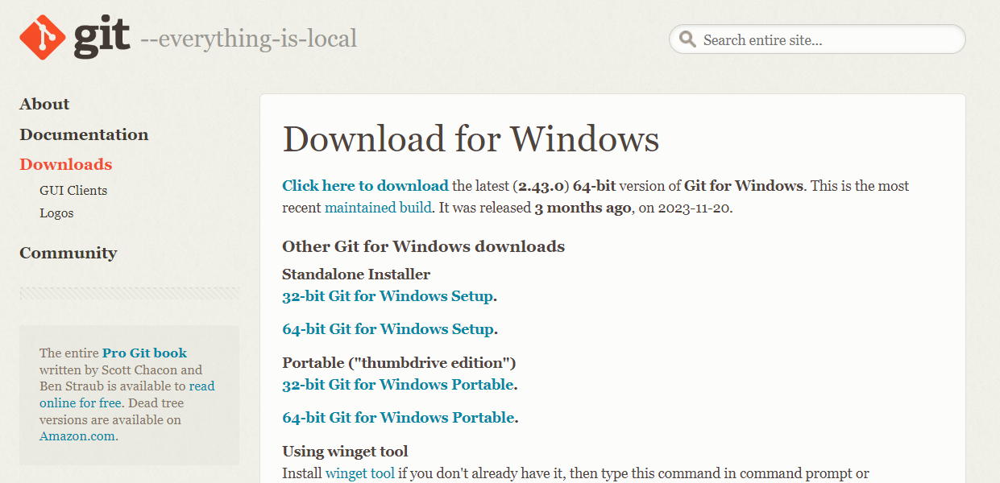 git --everything-is-local
Search entire site...
About
Documentation
Downloads
GUI Clients
Logos
Community
The entire Pro Git book
written by Scott Chacon and
Ben Straub is available to read
online for free. Dead tree
versions are available on
Amazon.com.
Download for Windows
Click here to download the latest (2.43.0) 64-bit version of Git for Windows. This is the most
recent maintained build. It was released 3 months ago, on 2023-11-20.
Other Git for Windows downloads
Standalone Installer
32-bit Git for Windows Setup.
64-bit Git for Windows Setup.
Portable ("thumbdrive edition")
32-bit Git for Windows Portable.
64-bit Git for Windows Portable.
Using winget tool
Install winget tool if you don't already have it, then type this command in command prompt or